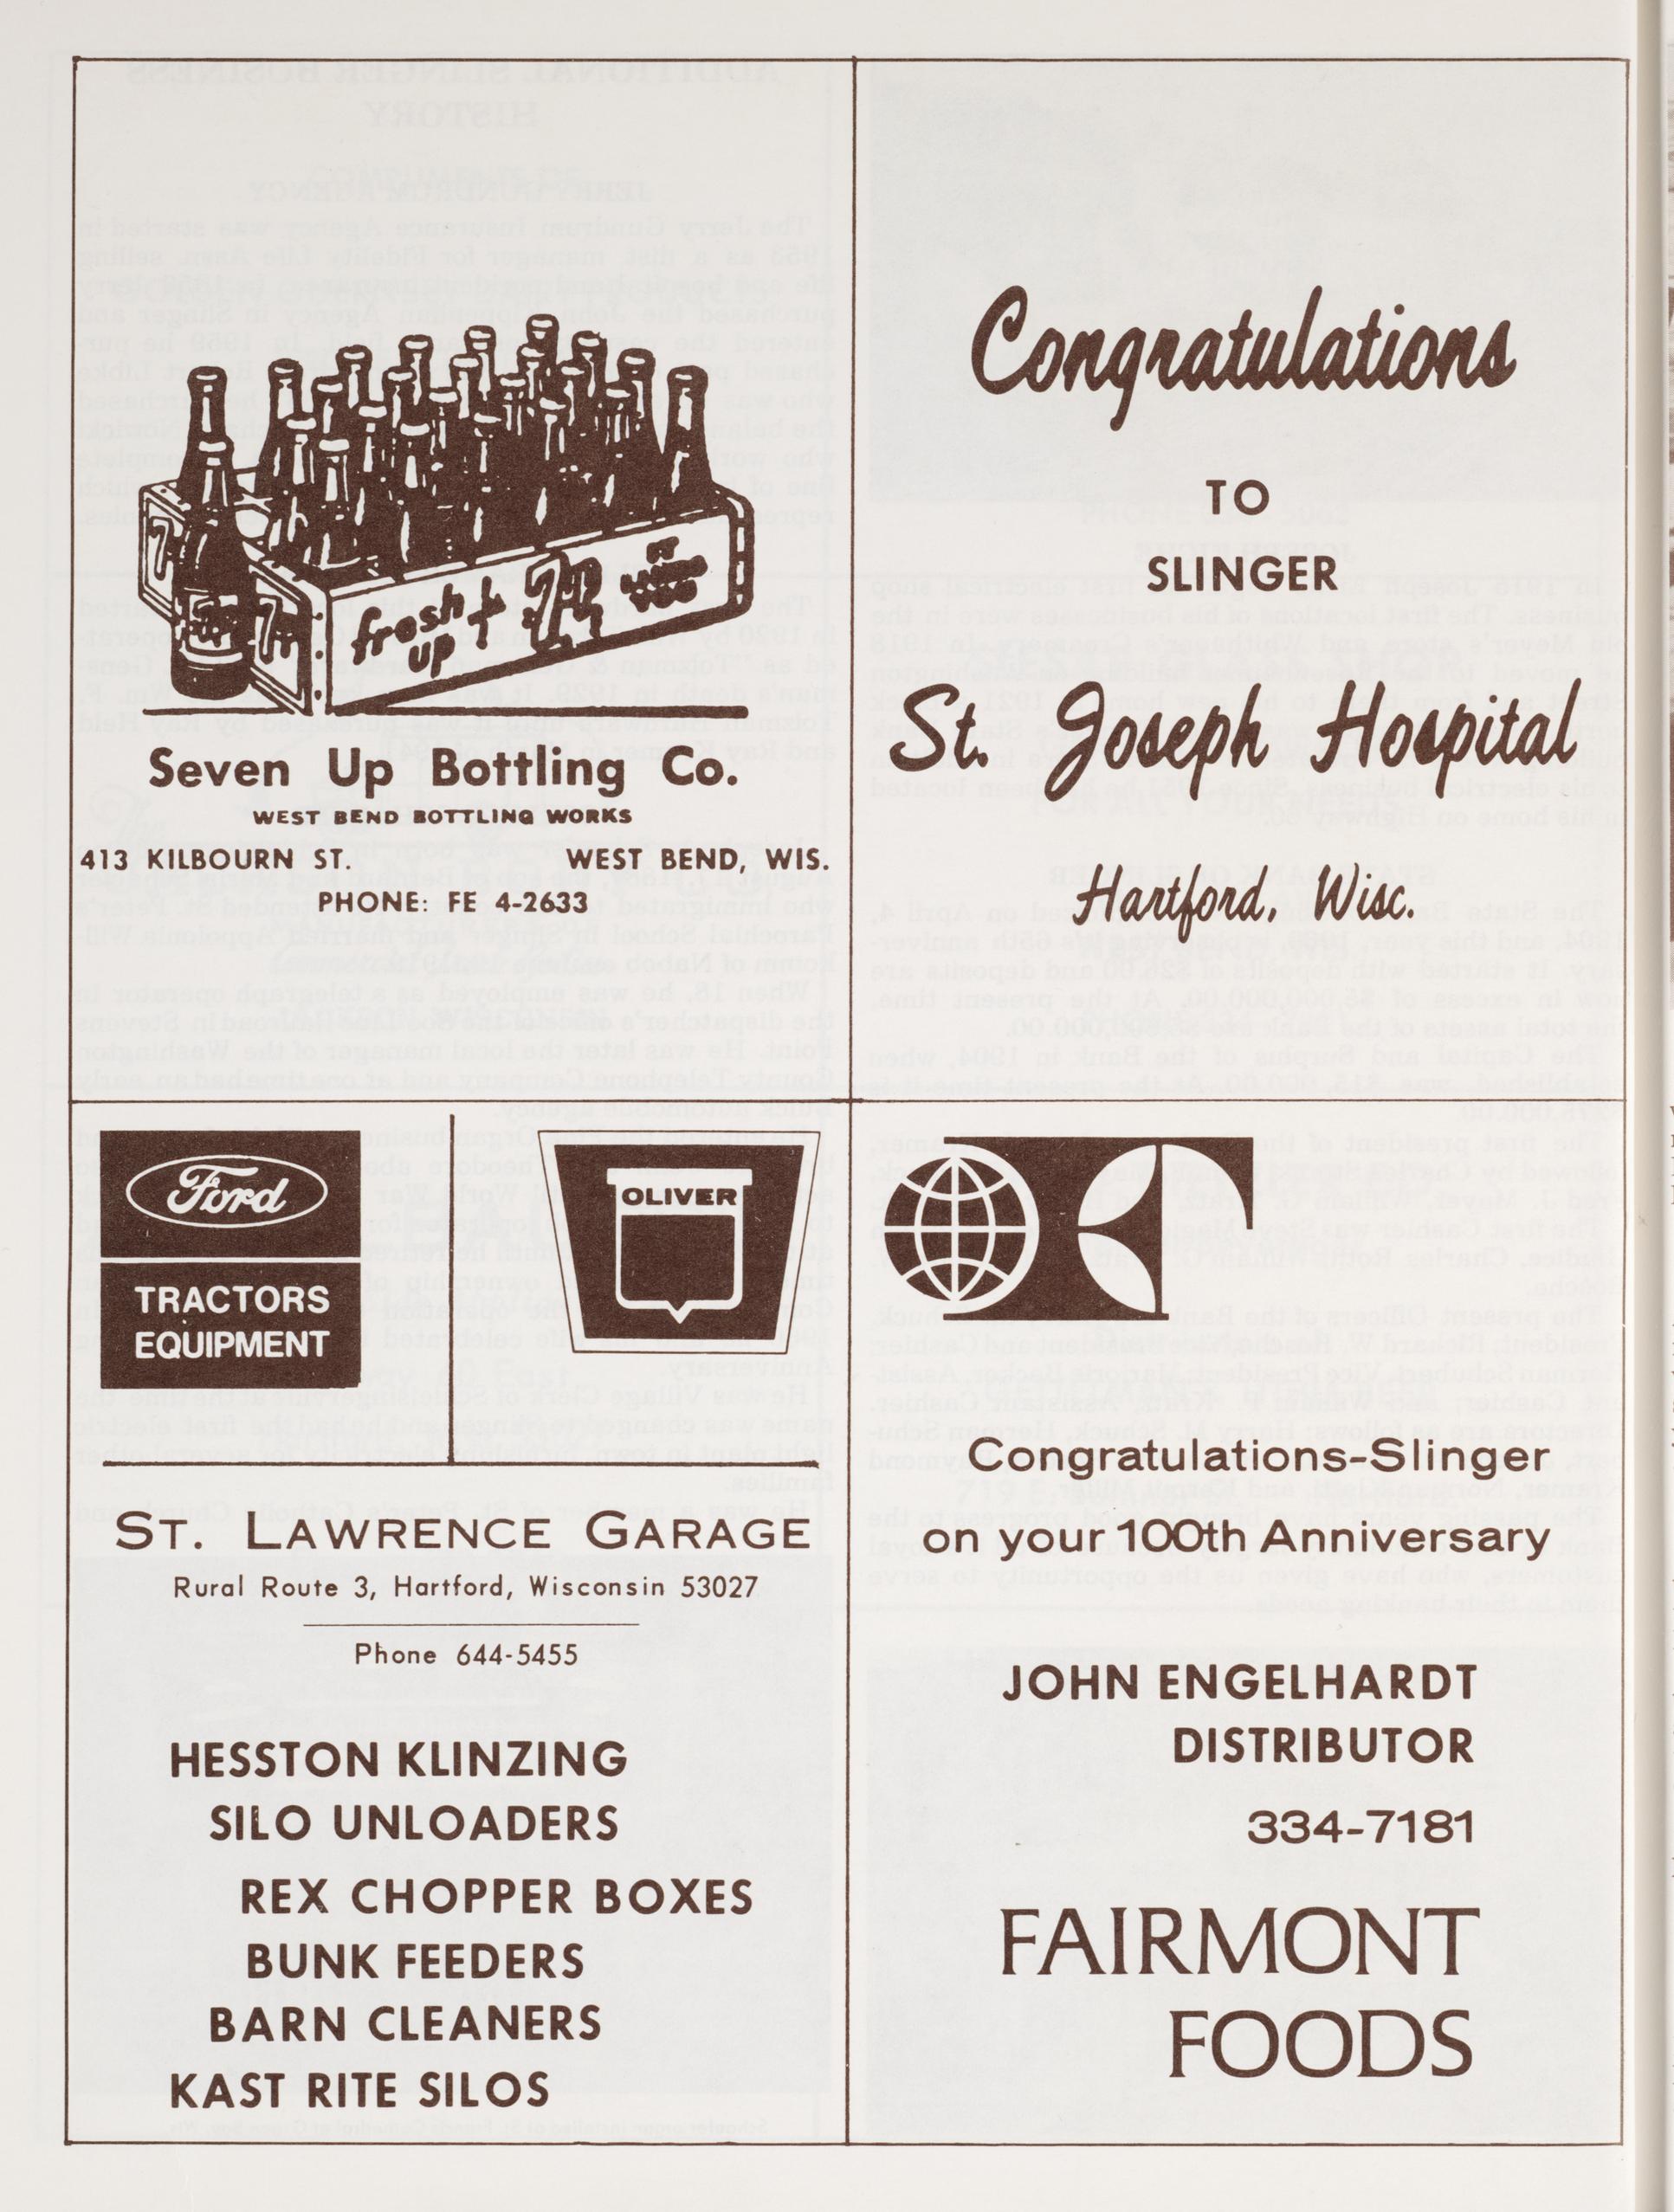 fresh up
7up
Seven Up Bottling Co.
WEST BEND BOTTLING WORKS
413 KILBOURN ST. WEST BEND, WIS.
PHONE: FE 4-2633
Congratulations
TO
SLINGER
St. Joseph Hospital
Hartford, Wisc.
Ford
TRACTORS
EQUIPMENT
OLIVER
ST. LAWRENCE GARAGE
Rural Route 3, Hartford, Wisconsin 53027
Phone 644-5455
HESSTON KLINZING
SILO UNLOADERS
REX CHOPPER BOXES
BUNK FEEDERS
BARN CLEANERS
KAST RITE SILOS
Congratulations-Slinger
on your 100th Anniversary
JOHN ENGELHARDT
DISTRIBUTOR
334-7181
FAIRMONT
FOODS